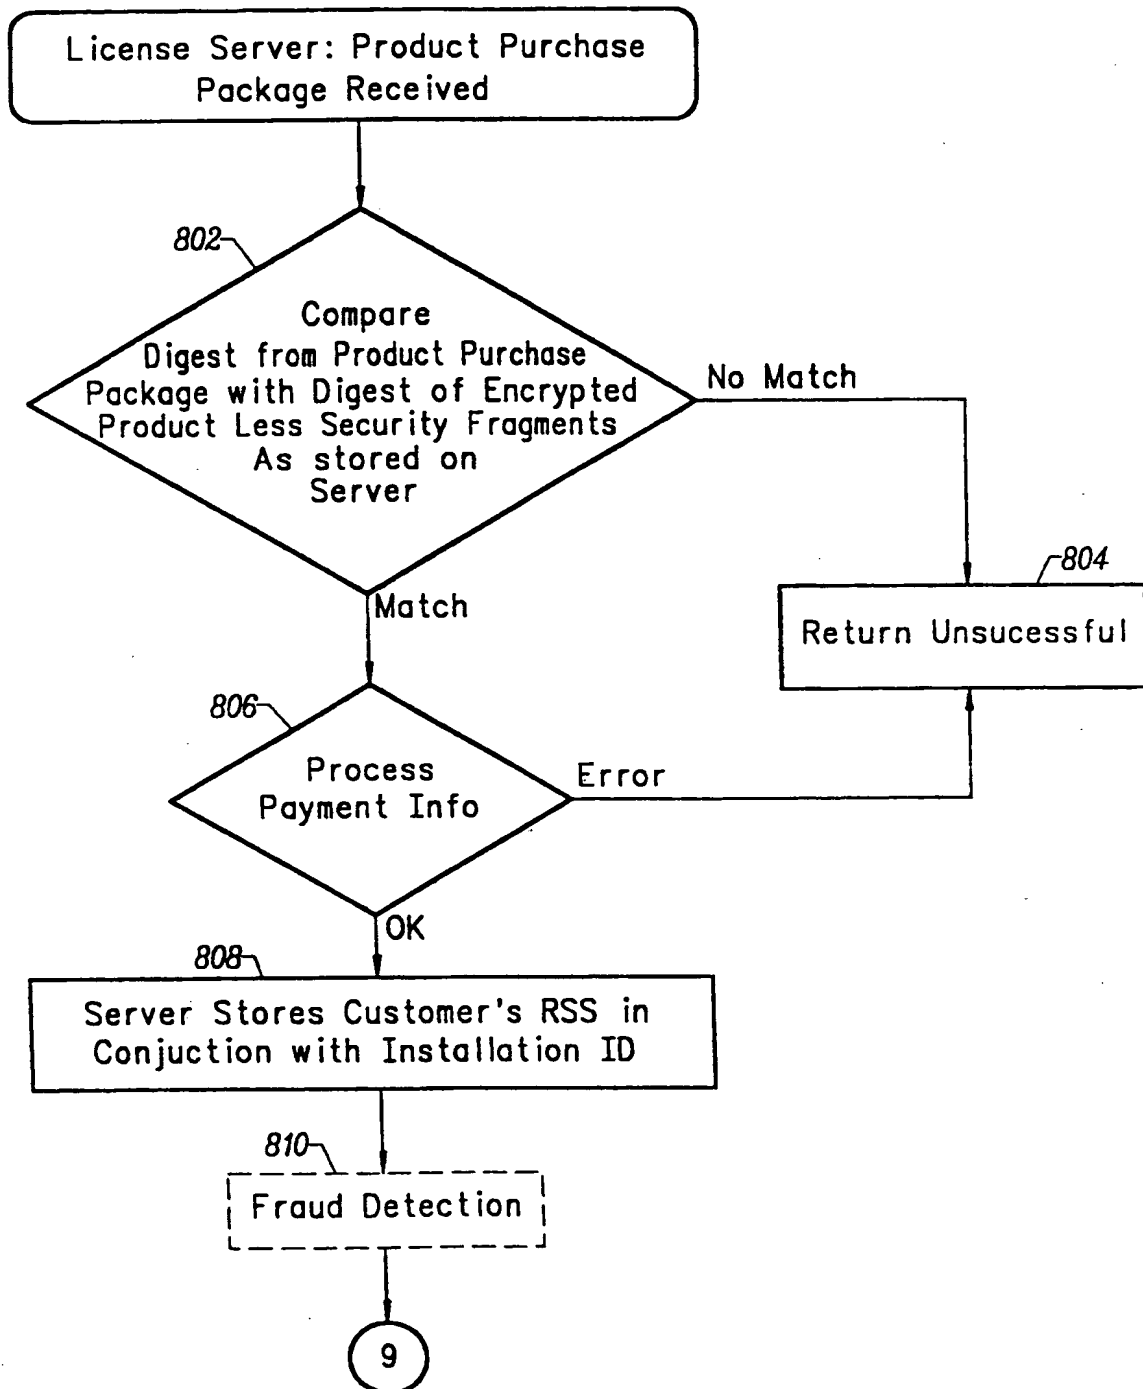 License Server: Product Purchase
Package Received
802
Compare
Digest from Product Purchase
Package with Digest of Encrypted
Product Less Security Fragments
As stored on
Server
No Match
804
Return Unsucessful
Match
806
Process
Payment Info
Error
OK
808
Server Stores Customer's RSS in
Conjuction with Installation ID
810
Fraud Detection
9